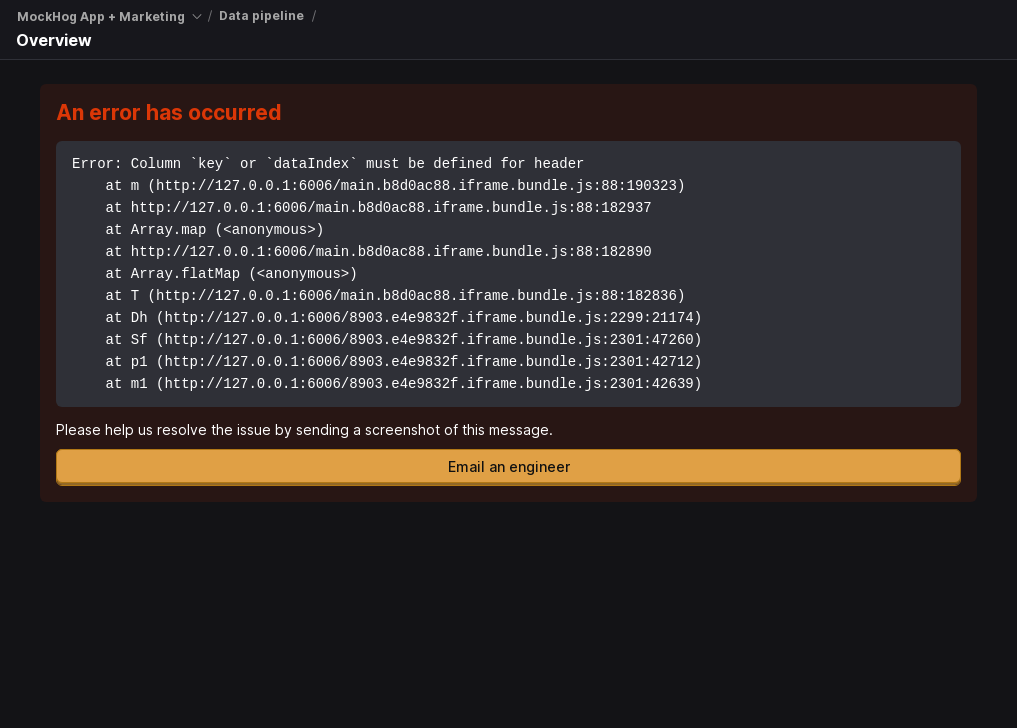 MockHog App + Marketing / Data pipeline /
Overview
An error has occurred
Error: Column `key` or `dataIndex` must be defined for header
    at m (http://127.0.0.1:6006/main.b8d0ac88.iframe.bundle.js:88:190323)
    at http://127.0.0.1:6006/main.b8d0ac88.iframe.bundle.js:88:182937
    at Array.map (<anonymous>)
    at http://127.0.0.1:6006/main.b8d0ac88.iframe.bundle.js:88:182890
    at Array.flatMap (<anonymous>)
    at T (http://127.0.0.1:6006/main.b8d0ac88.iframe.bundle.js:88:182836)
    at Dh (http://127.0.0.1:6006/8903.e4e9832f.iframe.bundle.js:2299:21174)
    at Sf (http://127.0.0.1:6006/8903.e4e9832f.iframe.bundle.js:2301:47260)
    at p1 (http://127.0.0.1:6006/8903.e4e9832f.iframe.bundle.js:2301:42712)
    at m1 (http://127.0.0.1:6006/8903.e4e9832f.iframe.bundle.js:2301:42639)
Please help us resolve the issue by sending a screenshot of this message.
Email an engineer